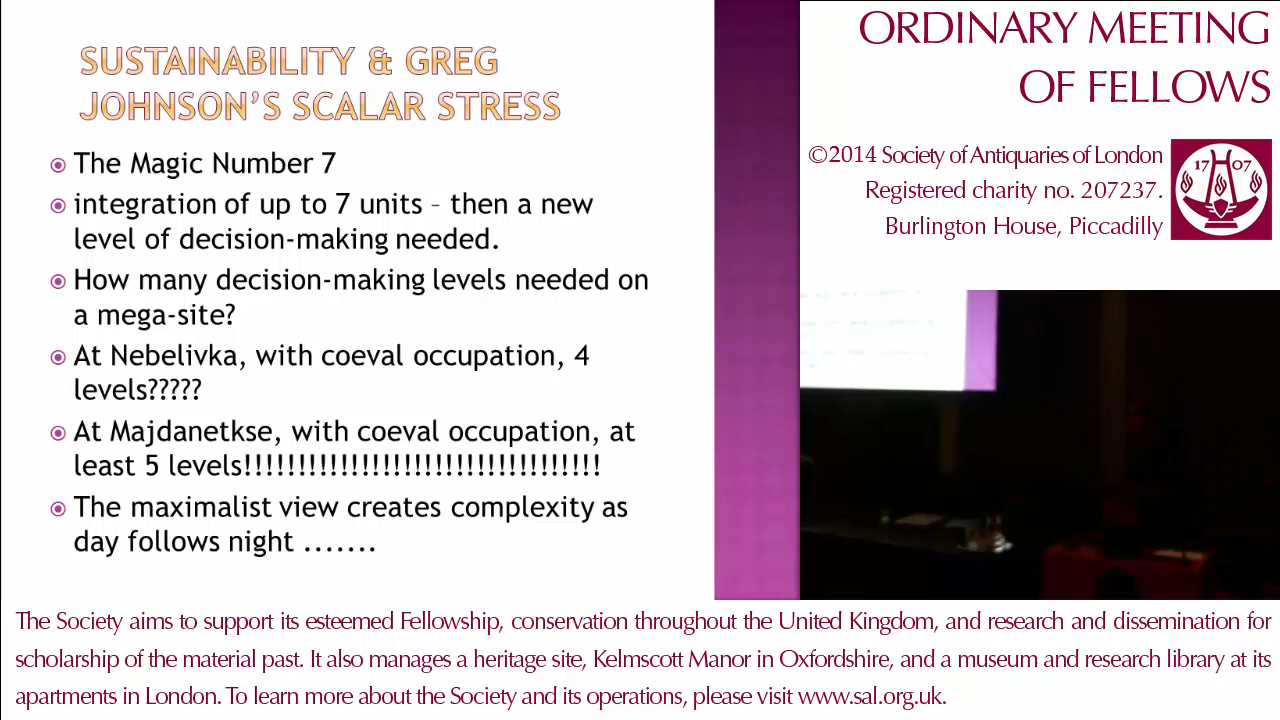 SUSTAINABILITY & GREG
JOHNSON'S SCALAR STRESS
The Magic Number 7
integration of up to 7 units – then a new
level of decision-making needed.
How many decision-making levels needed on
a mega-site?
At Nebelivka, with coeval occupation, 4
levels?????
At Majdanetkse, with coeval occupation, at
least 5 levels!!!!!!!!!!!!!!!!!!!!!!!!!!!!!!!!!!
The maximalist view creates complexity as
day follows night .......
ORDINARY MEETING
OF FELLOWS
©2014 Society of Antiquaries of London
Registered charity no. 207237.
Burlington House, Piccadilly
17 07
The Society aims to support its esteemed Fellowship, conservation throughout the United Kingdom, and research and dissemination for
scholarship of the material past. It also manages a heritage site, Kelmscott Manor in Oxfordshire, and a museum and research library at its
apartments in London. To learn more about the Society and its operations, please visit www.sal.org.uk.